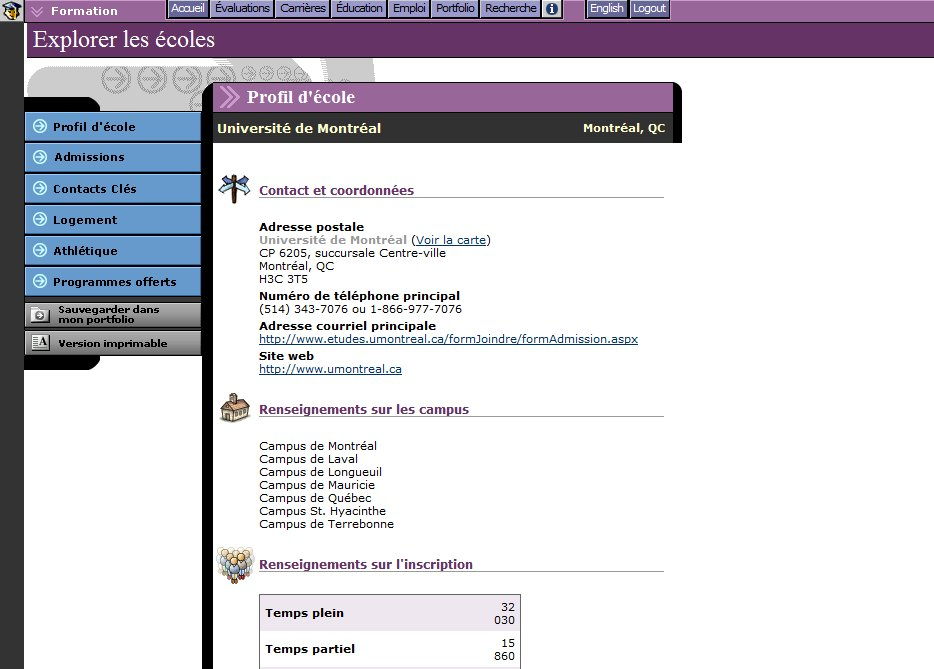 Formation
Accueil Évaluations Carrières Éducation Emploi Portfolio Recherche i English Logout
Explorer les écoles
Profil d'école
Admissions
Contacts Clés
Logement
Athlétique
Programmes offerts
Sauvegarder dans
mon portfolio
A Version imprimable
Profil d'école
Université de Montréal Montréal, QC
Contact et coordonnées
Adresse postale
Université de Montréal (Voir la carte)
CP 6205, succursale Centre-ville
Montréal, QC
H3C 3T5
Numéro de téléphone principal
(514) 343-7076 ou 1-866-977-7076
Adresse courriel principale
http://www.etudes.umontreal.ca/formJoindre/formAdmission.aspx
Site web
http://www.umontreal.ca
Renseignements sur les campus
Campus de Montréal
Campus de Laval
Campus de Longueuil
Campus de Mauricie
Campus de Québec
Campus St. Hyacinthe
Campus de Terrebonne
Renseignements sur l'inscription
Temps plein 32
030
Temps partiel 15
860